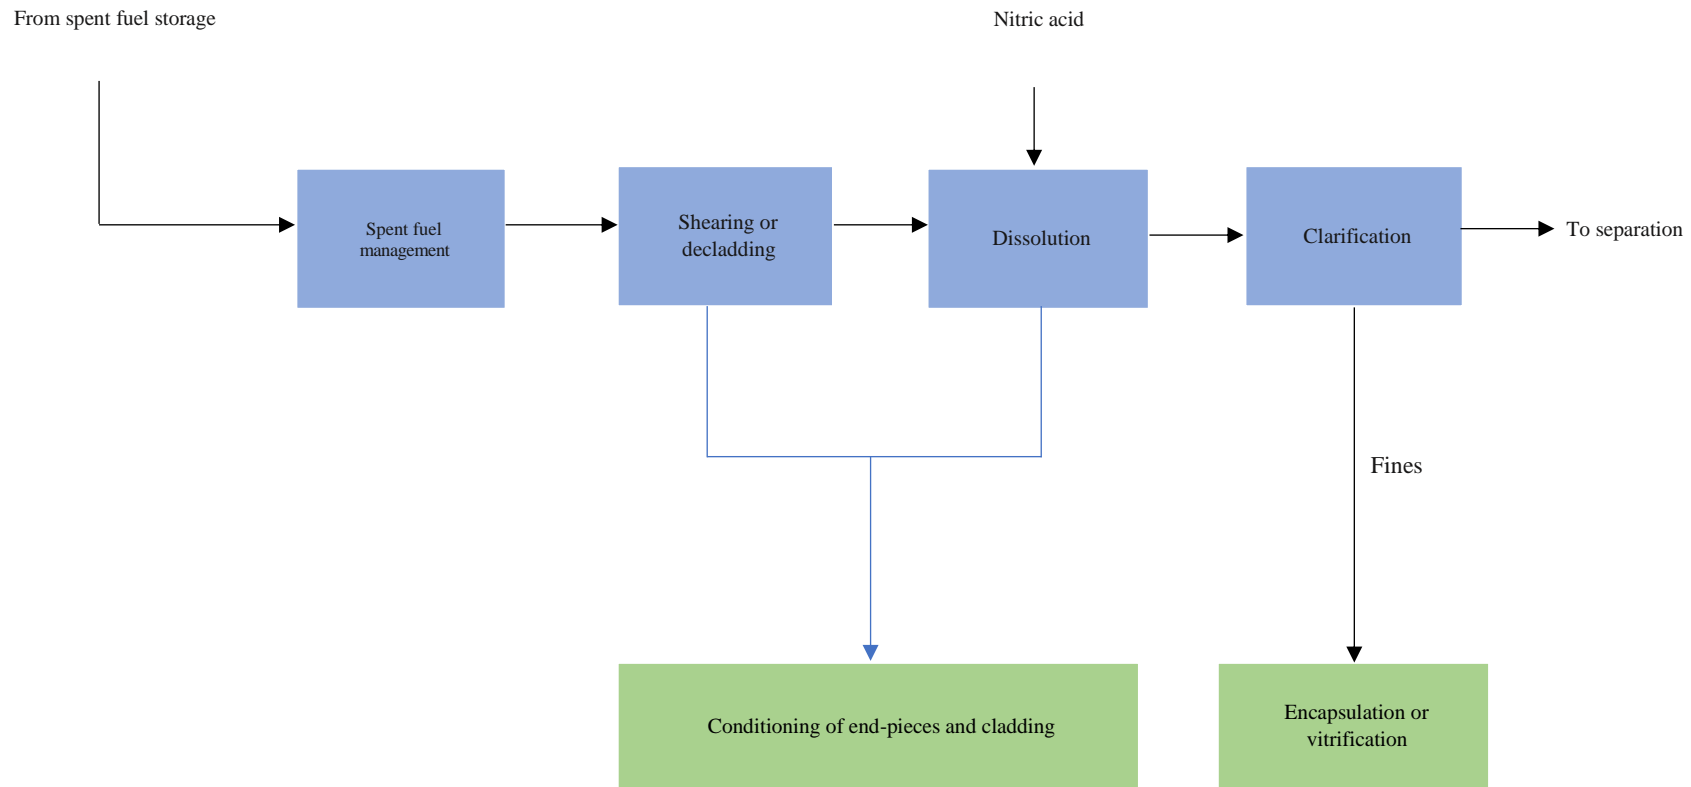 From spent fuel storage
Nitric acid
Spent fuel
management
Shearing or
decladding
Dissolution
Clarification
To separation
Fines
Conditioning of end-pieces and cladding
Encapsulation or
vitrification